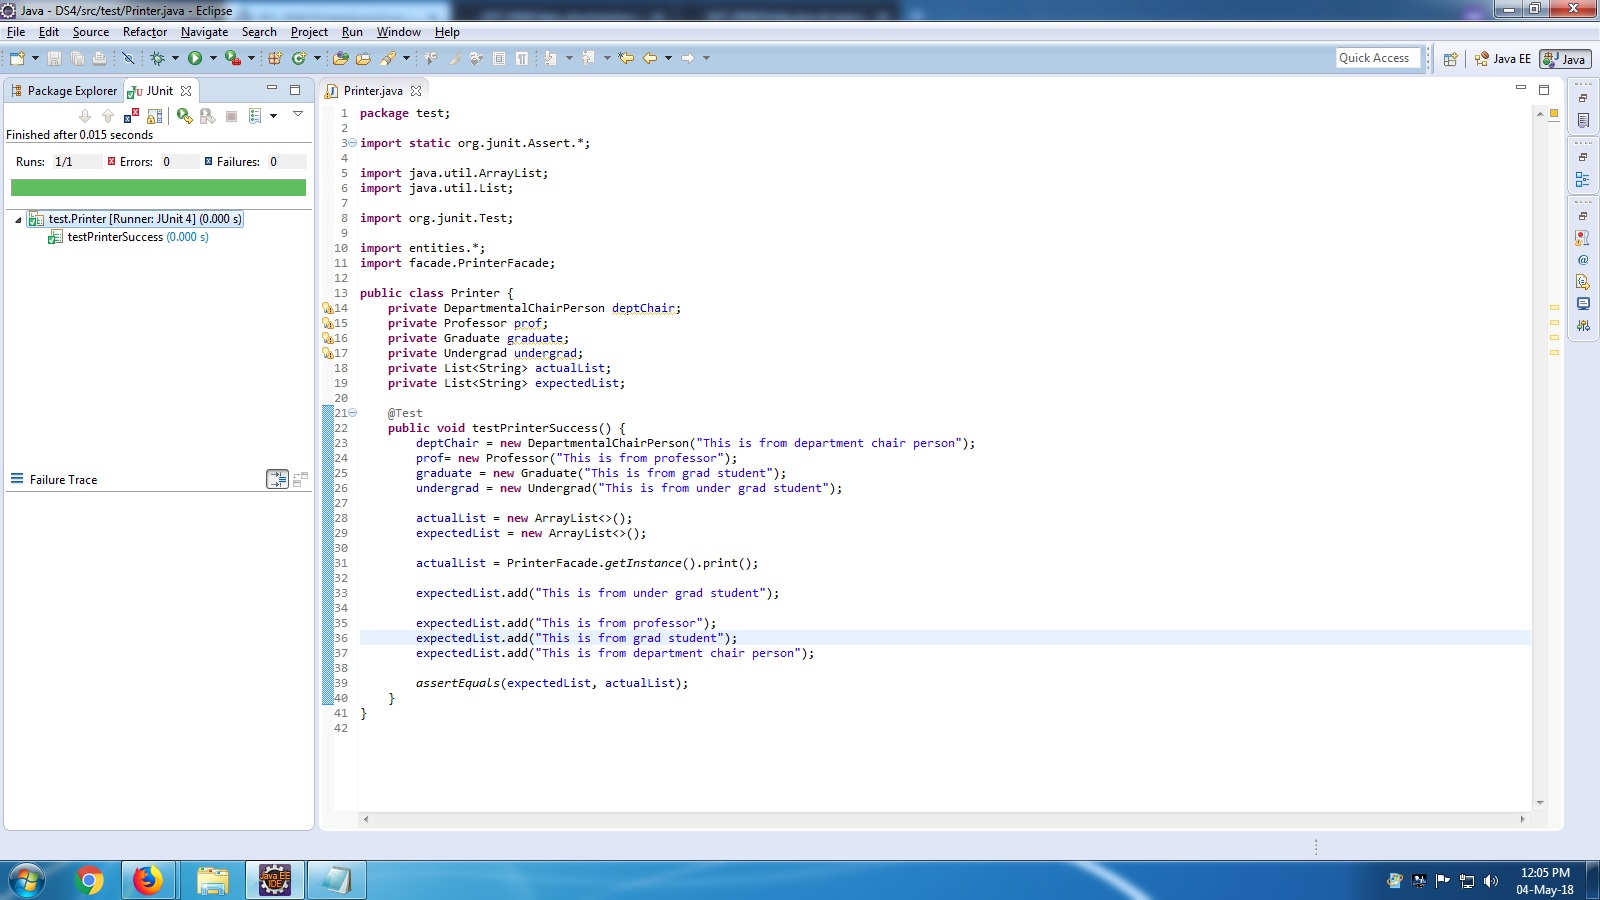 Java - DS4/src/test/Printer.java - Eclipse
File Edit Source Refactor Navigate Search Project Run Window Help
Quick Access
Java EE
Java
Package Explorer
JUnit
Finished after 0.015 seconds
Runs: 1/1 Errors: 0 Failures: 0
test.Printer [Runner: JUnit 4] (0.000 s)
testPrinterSuccess (0.000 s)
Failure Trace
Printer.java
1 package test;
2
3 import static org.junit.Assert.*;
4
5 import java.util.ArrayList;
6 import java.util.List;
7
8 import org.junit.Test;
9
10 import entities.*;
11 import facade.PrinterFacade;
12
13 public class Printer {
14 private DepartmentalChairPerson deptChair;
15 private Professor prof;
16 private Graduate graduate;
17 private Undergrad undergrad;
18 private List<String> actualList;
19 private List<String> expectedList;
20
21 @Test
22 public void testPrinterSuccess() {
23 deptChair = new DepartmentalChairPerson("This is from department chair person");
24 prof= new Professor("This is from professor");
25 graduate = new Graduate("This is from grad student");
26 undergrad = new Undergrad("This is from under grad student");
27
28 actualList = new ArrayList<>();
29 expectedList = new ArrayList<>();
30
31 actualList = PrinterFacade.getInstance().print();
32
33 expectedList.add("This is from under grad student");
34
35 expectedList.add("This is from professor");
36 expectedList.add("This is from grad student");
37 expectedList.add("This is from department chair person");
38
39 assertEquals(expectedList, actualList);
40 }
41 }
42
Java EE
IDE
12:05 PM
04-May-18